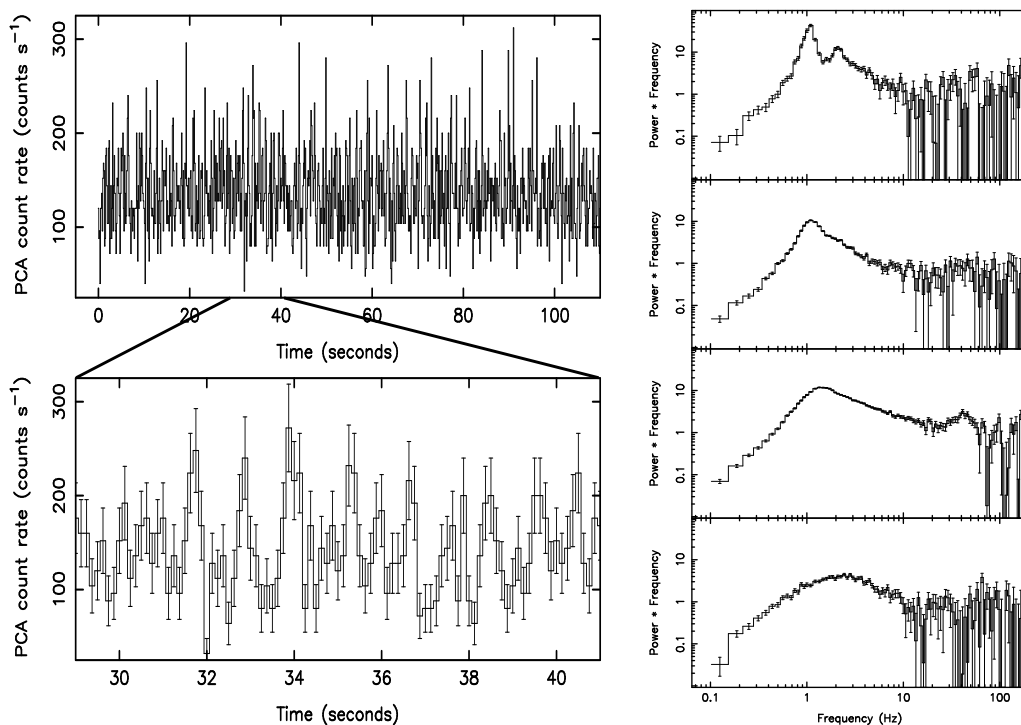 PCA count rate (counts s⁻¹)
300
200
100
0 20 40 60 80 100
Time (seconds)
PCA count rate (counts s⁻¹)
300
200
100
30 32 34 36 38 40
Time (seconds)
Power * Frequency
10
1
0.1
Power * Frequency
10
1
0.1
Power * Frequency
10
1
0.1
Power * Frequency
10
1
0.1
0.1 1 10 100
Frequency (Hz)